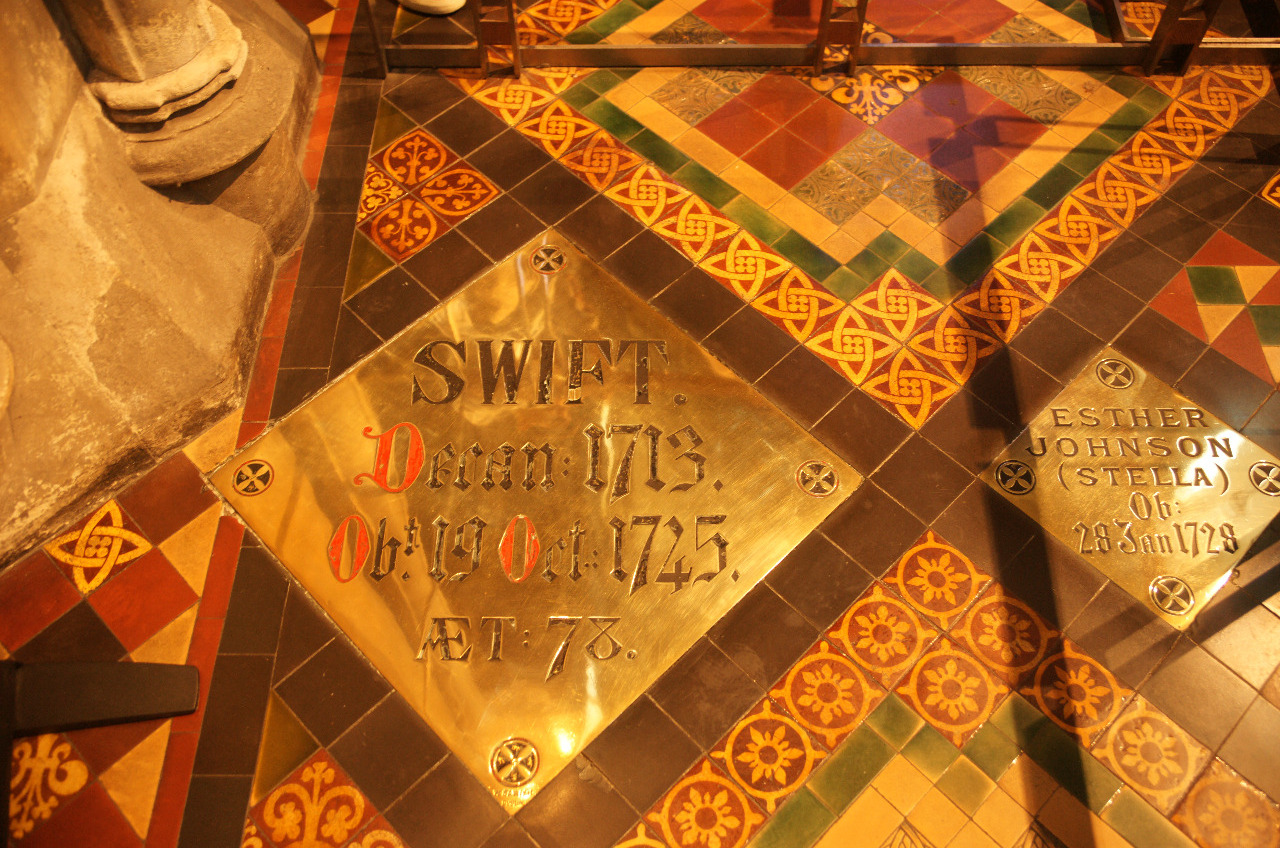 SWIFT.
Decan: 1713.
Obt. 19 Oct: 1745.
ÆT: 78.
ESTHER
JOHNSON
(STELLA)
Ob:
28 Jan 1728